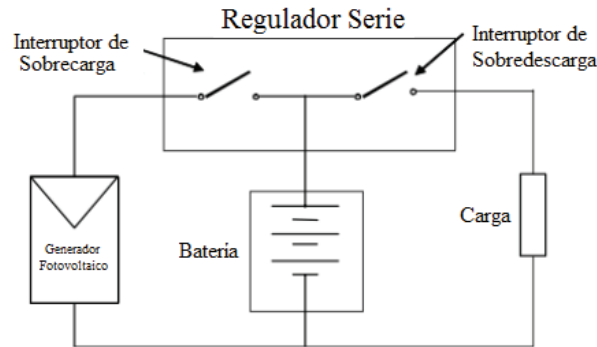 Regulador Serie
Interruptor de
Sobrecarga
Interruptor de
Sobredescarga
Generador
Fotovoltaico
Batería
Carga